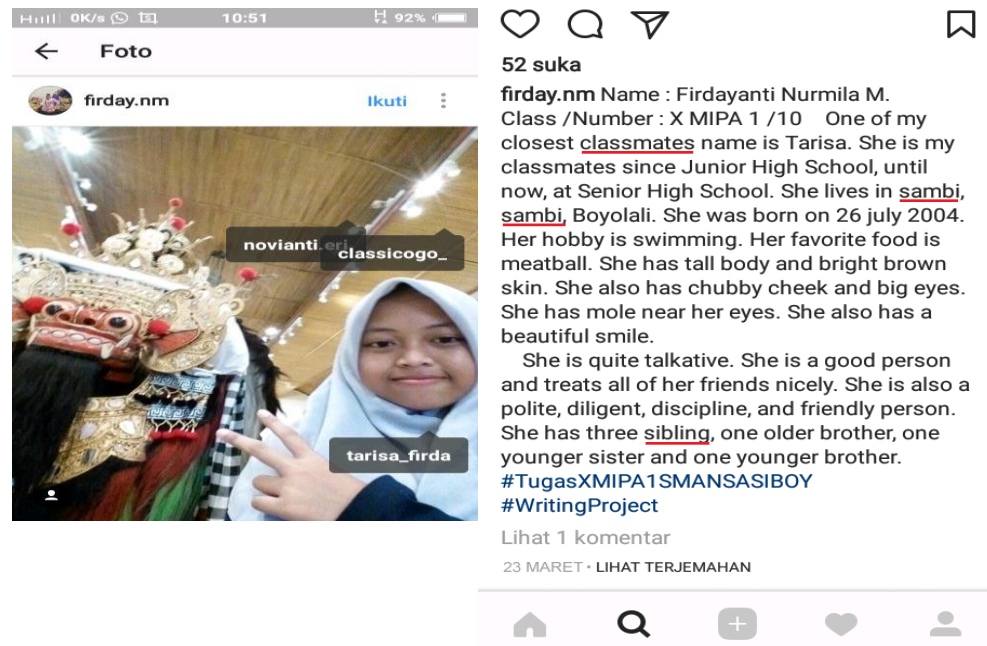 0K/s
10:51
92%
Foto
firday.nm
Ikuti
novianti.eri
classicogo_
tarisa_firda
52 suka
firday.nm Name : Firdayanti Nurmila M.
Class /Number : X MIPA 1 /10 One of my
closest classmates name is Tarisa. She is my
classmates since Junior High School, until
now, at Senior High School. She lives in sambi,
sambi, Boyolali. She was born on 26 july 2004.
Her hobby is swimming. Her favorite food is
meatball. She has tall body and bright brown
skin. She also has chubby cheek and big eyes.
She has mole near her eyes. She also has a
beautiful smile.
She is quite talkative. She is a good person
and treats all of her friends nicely. She is also a
polite, diligent, discipline, and friendly person.
She has three sibling, one older brother, one
younger sister and one younger brother.
#TugasXMIPA1SMANSASIBOY
#WritingProject
Lihat 1 komentar
23 MARET • LIHAT TERJEMAHAN